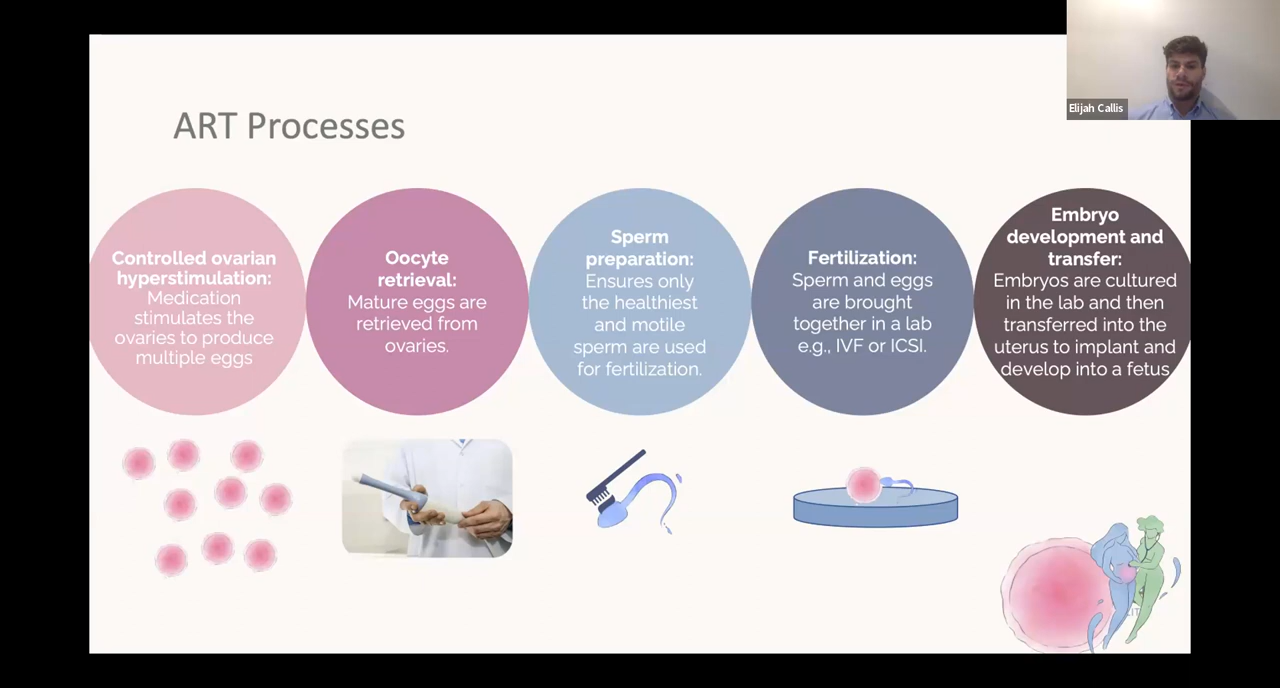 Elijah Callis
ART Processes
Controlled ovarian
hyperstimulation:
Medication
stimulates the
ovaries to produce
multiple eggs
Oocyte
retrieval:
Mature eggs are
retrieved from
ovaries.
Sperm
preparation:
Ensures only
the healthiest
and motile
sperm are used
for fertilization.
Fertilization:
Sperm and eggs
are brought
together in a lab
e.g., IVF or ICSI.
Embryo
development and
transfer:
Embryos are cultured
in the lab and then
transferred into the
uterus to implant and
develop into a fetus